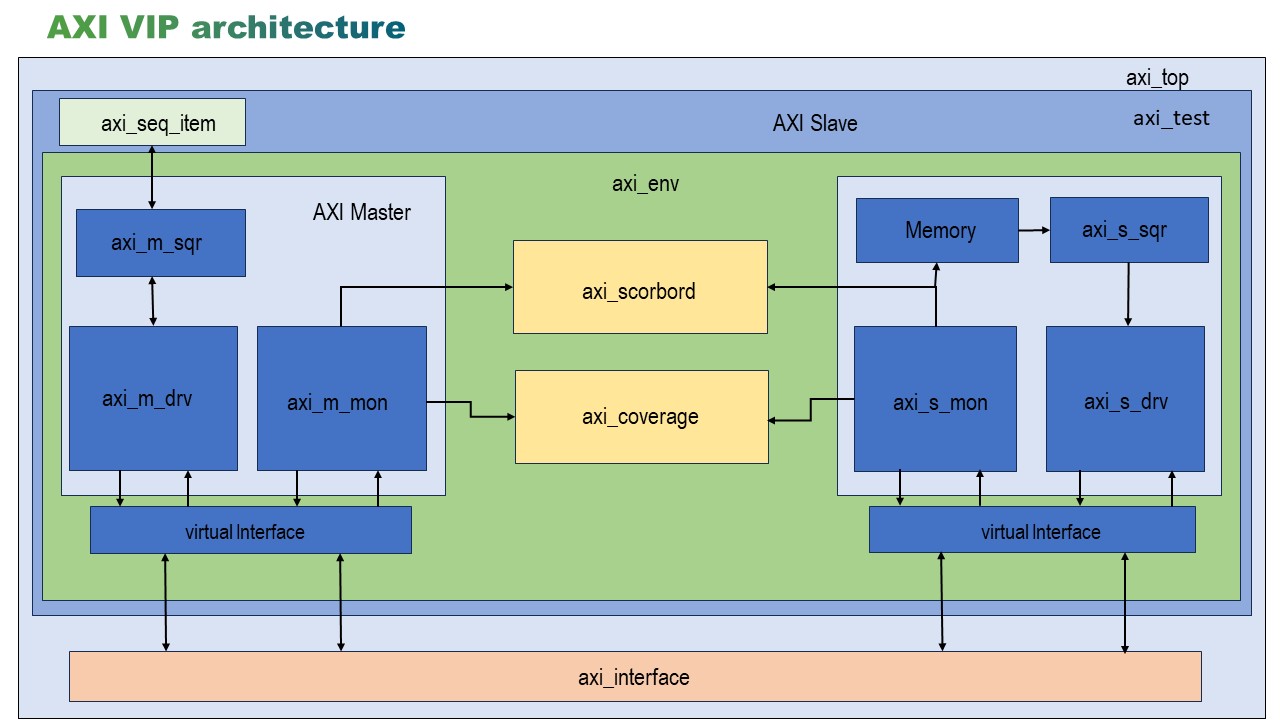 AXI VIP architecture
axi_top
axi_seq_item
AXI Slave
axi_test
axi_env
AXI Master
axi_m_sqr
Memory
axi_s_sqr
axi_scorbord
axi_m_drv
axi_m_mon
axi_coverage
axi_s_mon
axi_s_drv
virtual Interface
virtual Interface
axi_interface